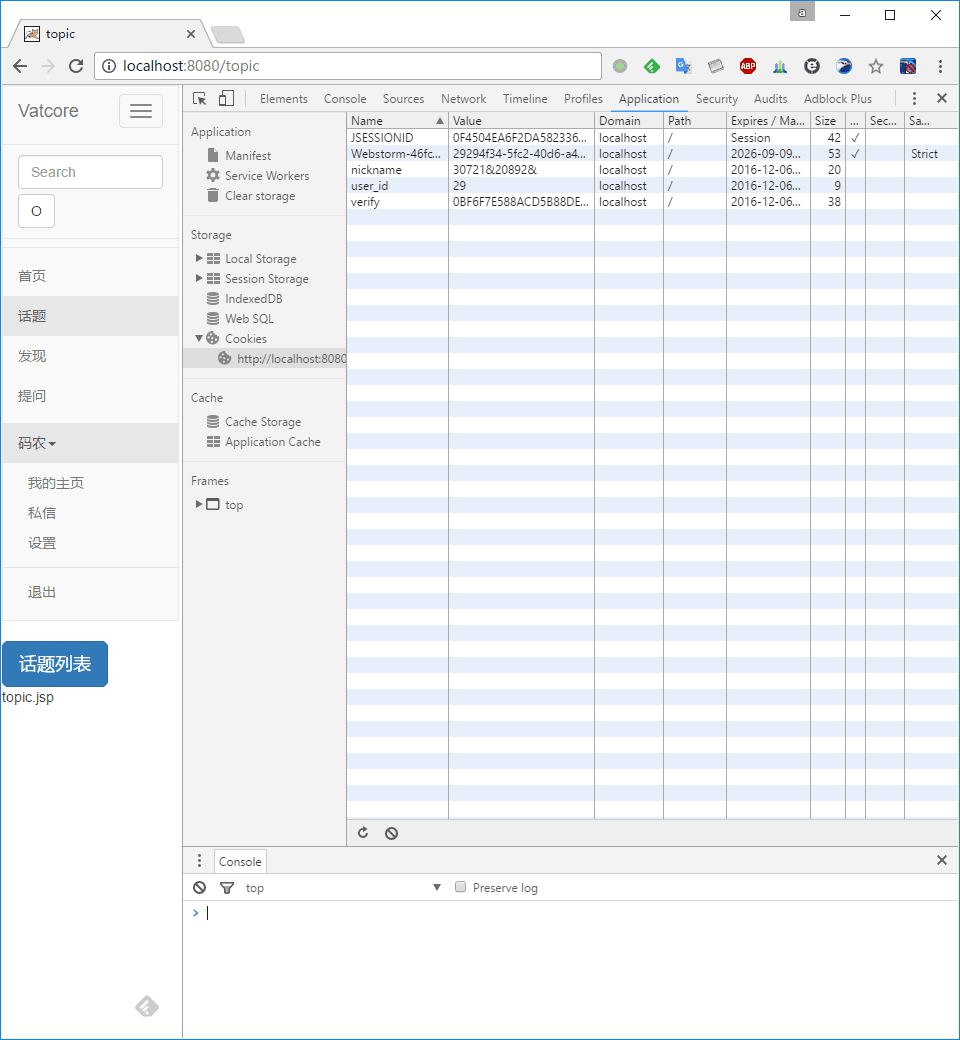 a
topic
localhost:8080/topic
ABP
Vatcore
Search
O
首页
话题
发现
提问
码农
我的主页
私信
设置
退出
话题列表
topic.jsp
Elements Console Sources Network Timeline Profiles Application Security Audits Adblock Plus
Application
Manifest
Service Workers
Clear storage
Storage
Local Storage
Session Storage
IndexedDB
Web SQL
Cookies
http://localhost:8080
Cache
Cache Storage
Application Cache
Frames
top
Name Value Domain Path Expires / Ma... Size ... Sec... Sa...
JSESSIONID 0F4504EA6F2DA582336... localhost / Session 42 ✓
Webstorm-46fc... 29294f34-5fc2-40d6-a4... localhost / 2026-09-09... 53 ✓ Strict
nickname 30721&20892& localhost / 2016-12-06... 20
user_id 29 localhost / 2016-12-06... 9
verify 0BF6F7E588ACD5B88DE... localhost / 2016-12-06... 38
Console
top Preserve log
>